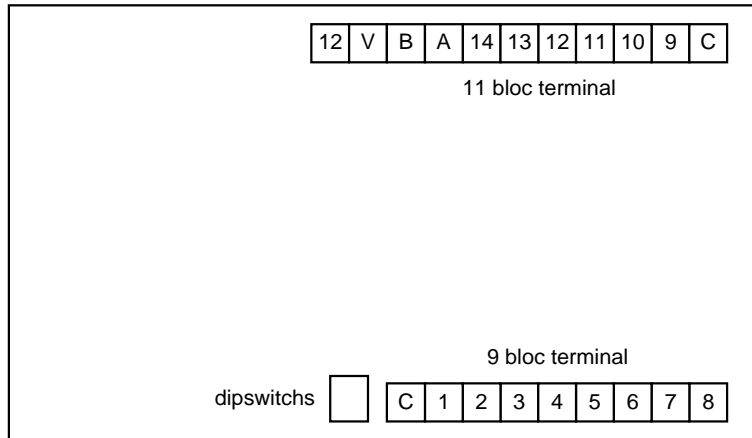 12 V B A 14 13 12 11 10 9 C
11 bloc terminal
9 bloc terminal
dipswitchs
C 1 2 3 4 5 6 7 8